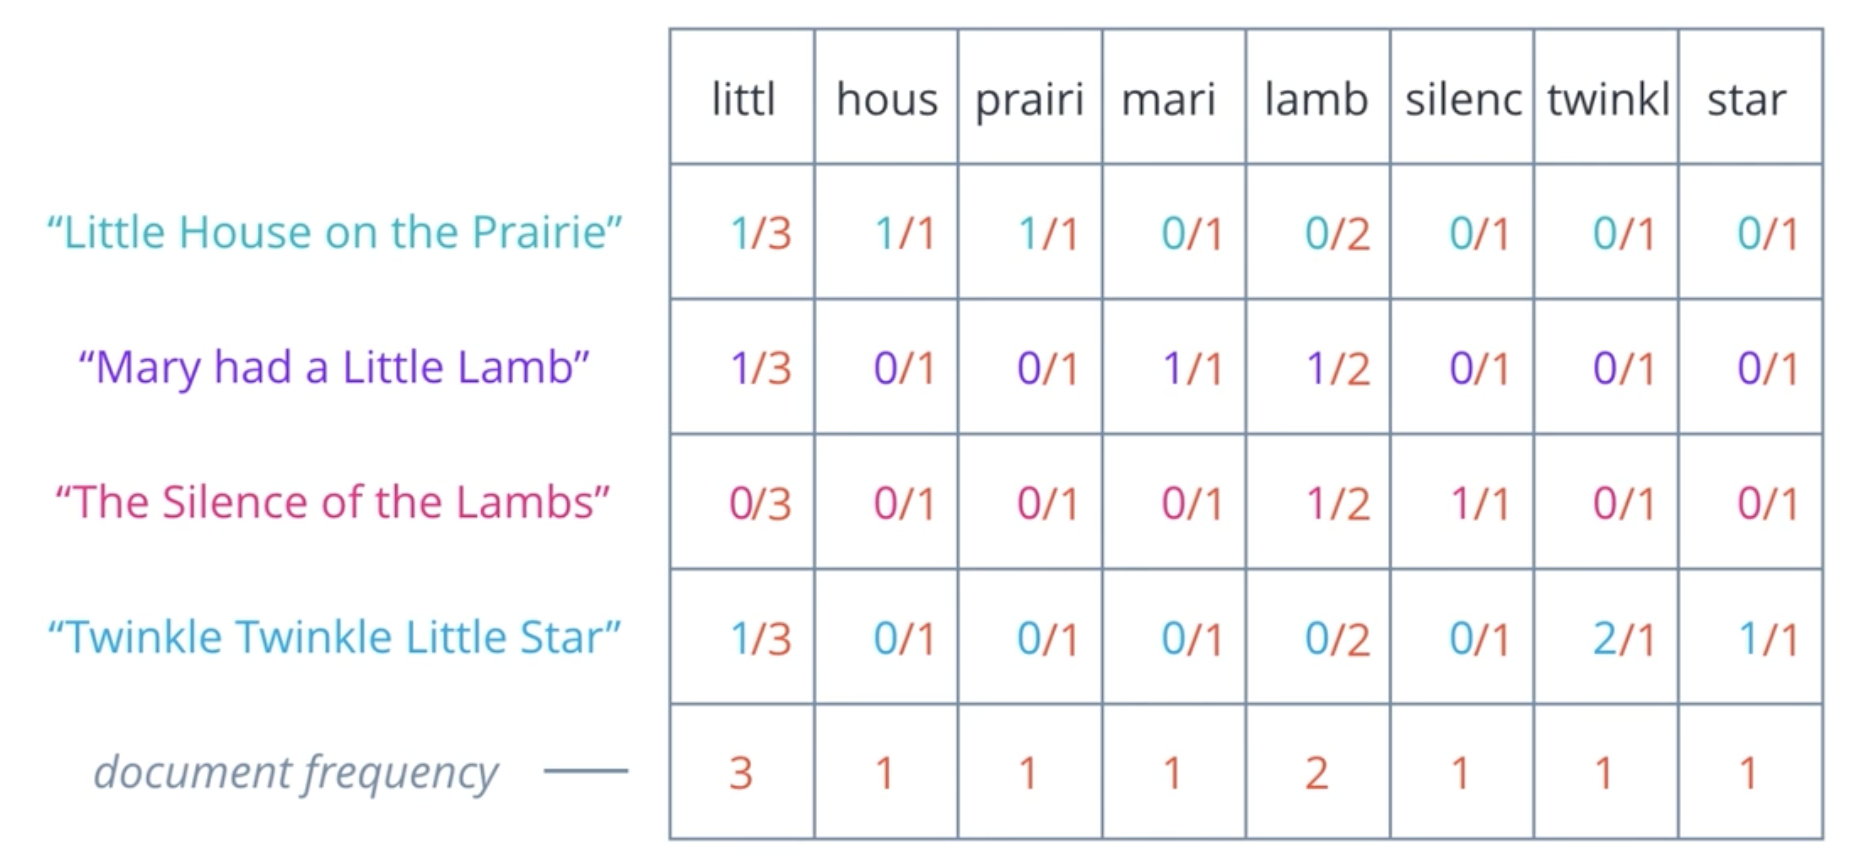 littl hous prairi mari lamb silenc twinkl star
“Little House on the Prairie” 1/3 1/1 1/1 0/1 0/2 0/1 0/1 0/1
“Mary had a Little Lamb” 1/3 0/1 0/1 1/1 1/2 0/1 0/1 0/1
“The Silence of the Lambs” 0/3 0/1 0/1 0/1 1/2 1/1 0/1 0/1
“Twinkle Twinkle Little Star” 1/3 0/1 0/1 0/1 0/2 0/1 2/1 1/1
document frequency 3 1 1 1 2 1 1 1